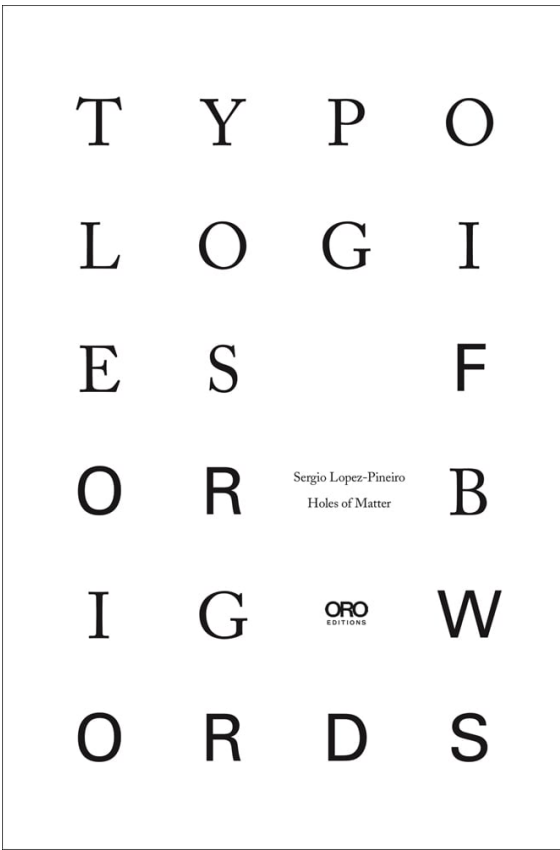 T Y P O
L O G I
E S F
O R B
Sergio Lopez-Pineiro
Holes of Matter
I G W
ORO
EDITIONS
O R D S